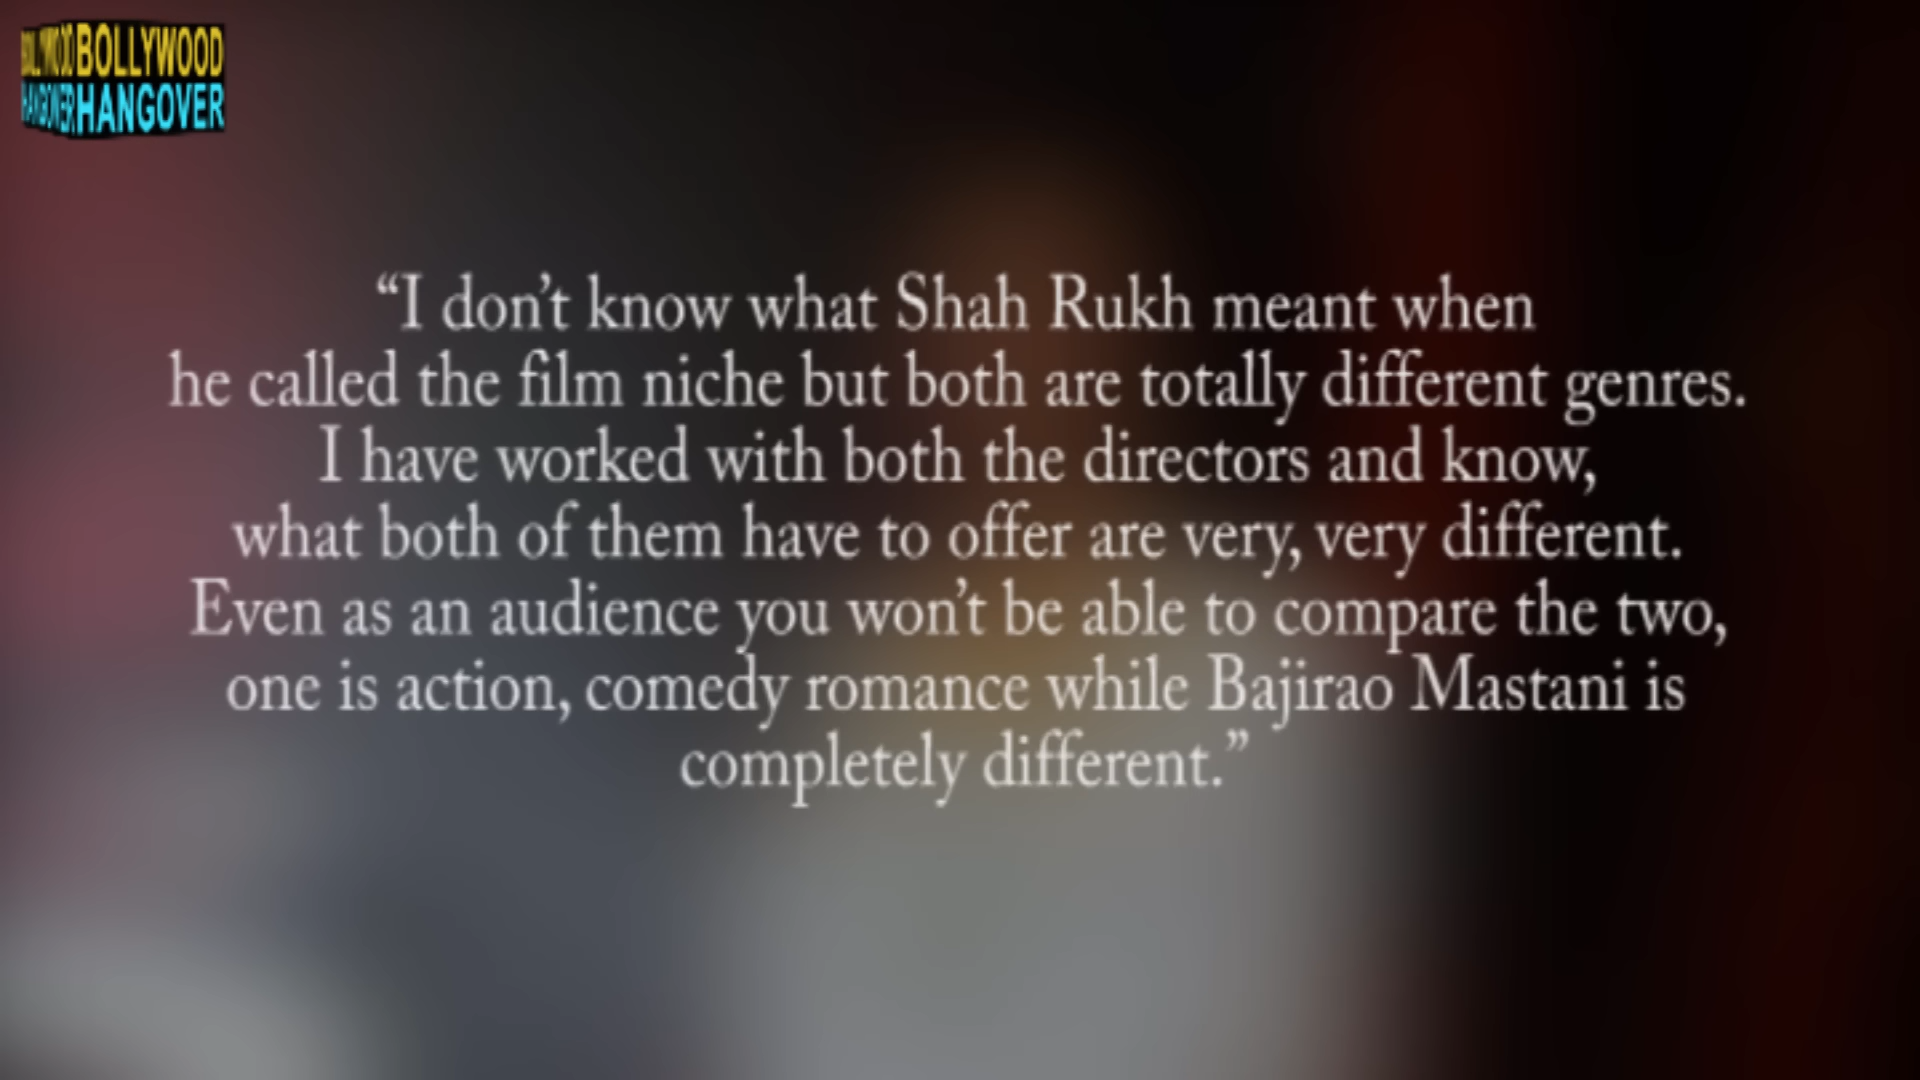 BOLLYWOOD
HANGOVER
“I don’t know what Shah Rukh meant when
he called the film niche but both are totally different genres.
I have worked with both the directors and know,
what both of them have to offer are very, very different.
Even as an audience you won’t be able to compare the two,
one is action, comedy romance while Bajirao Mastani is
completely different.”